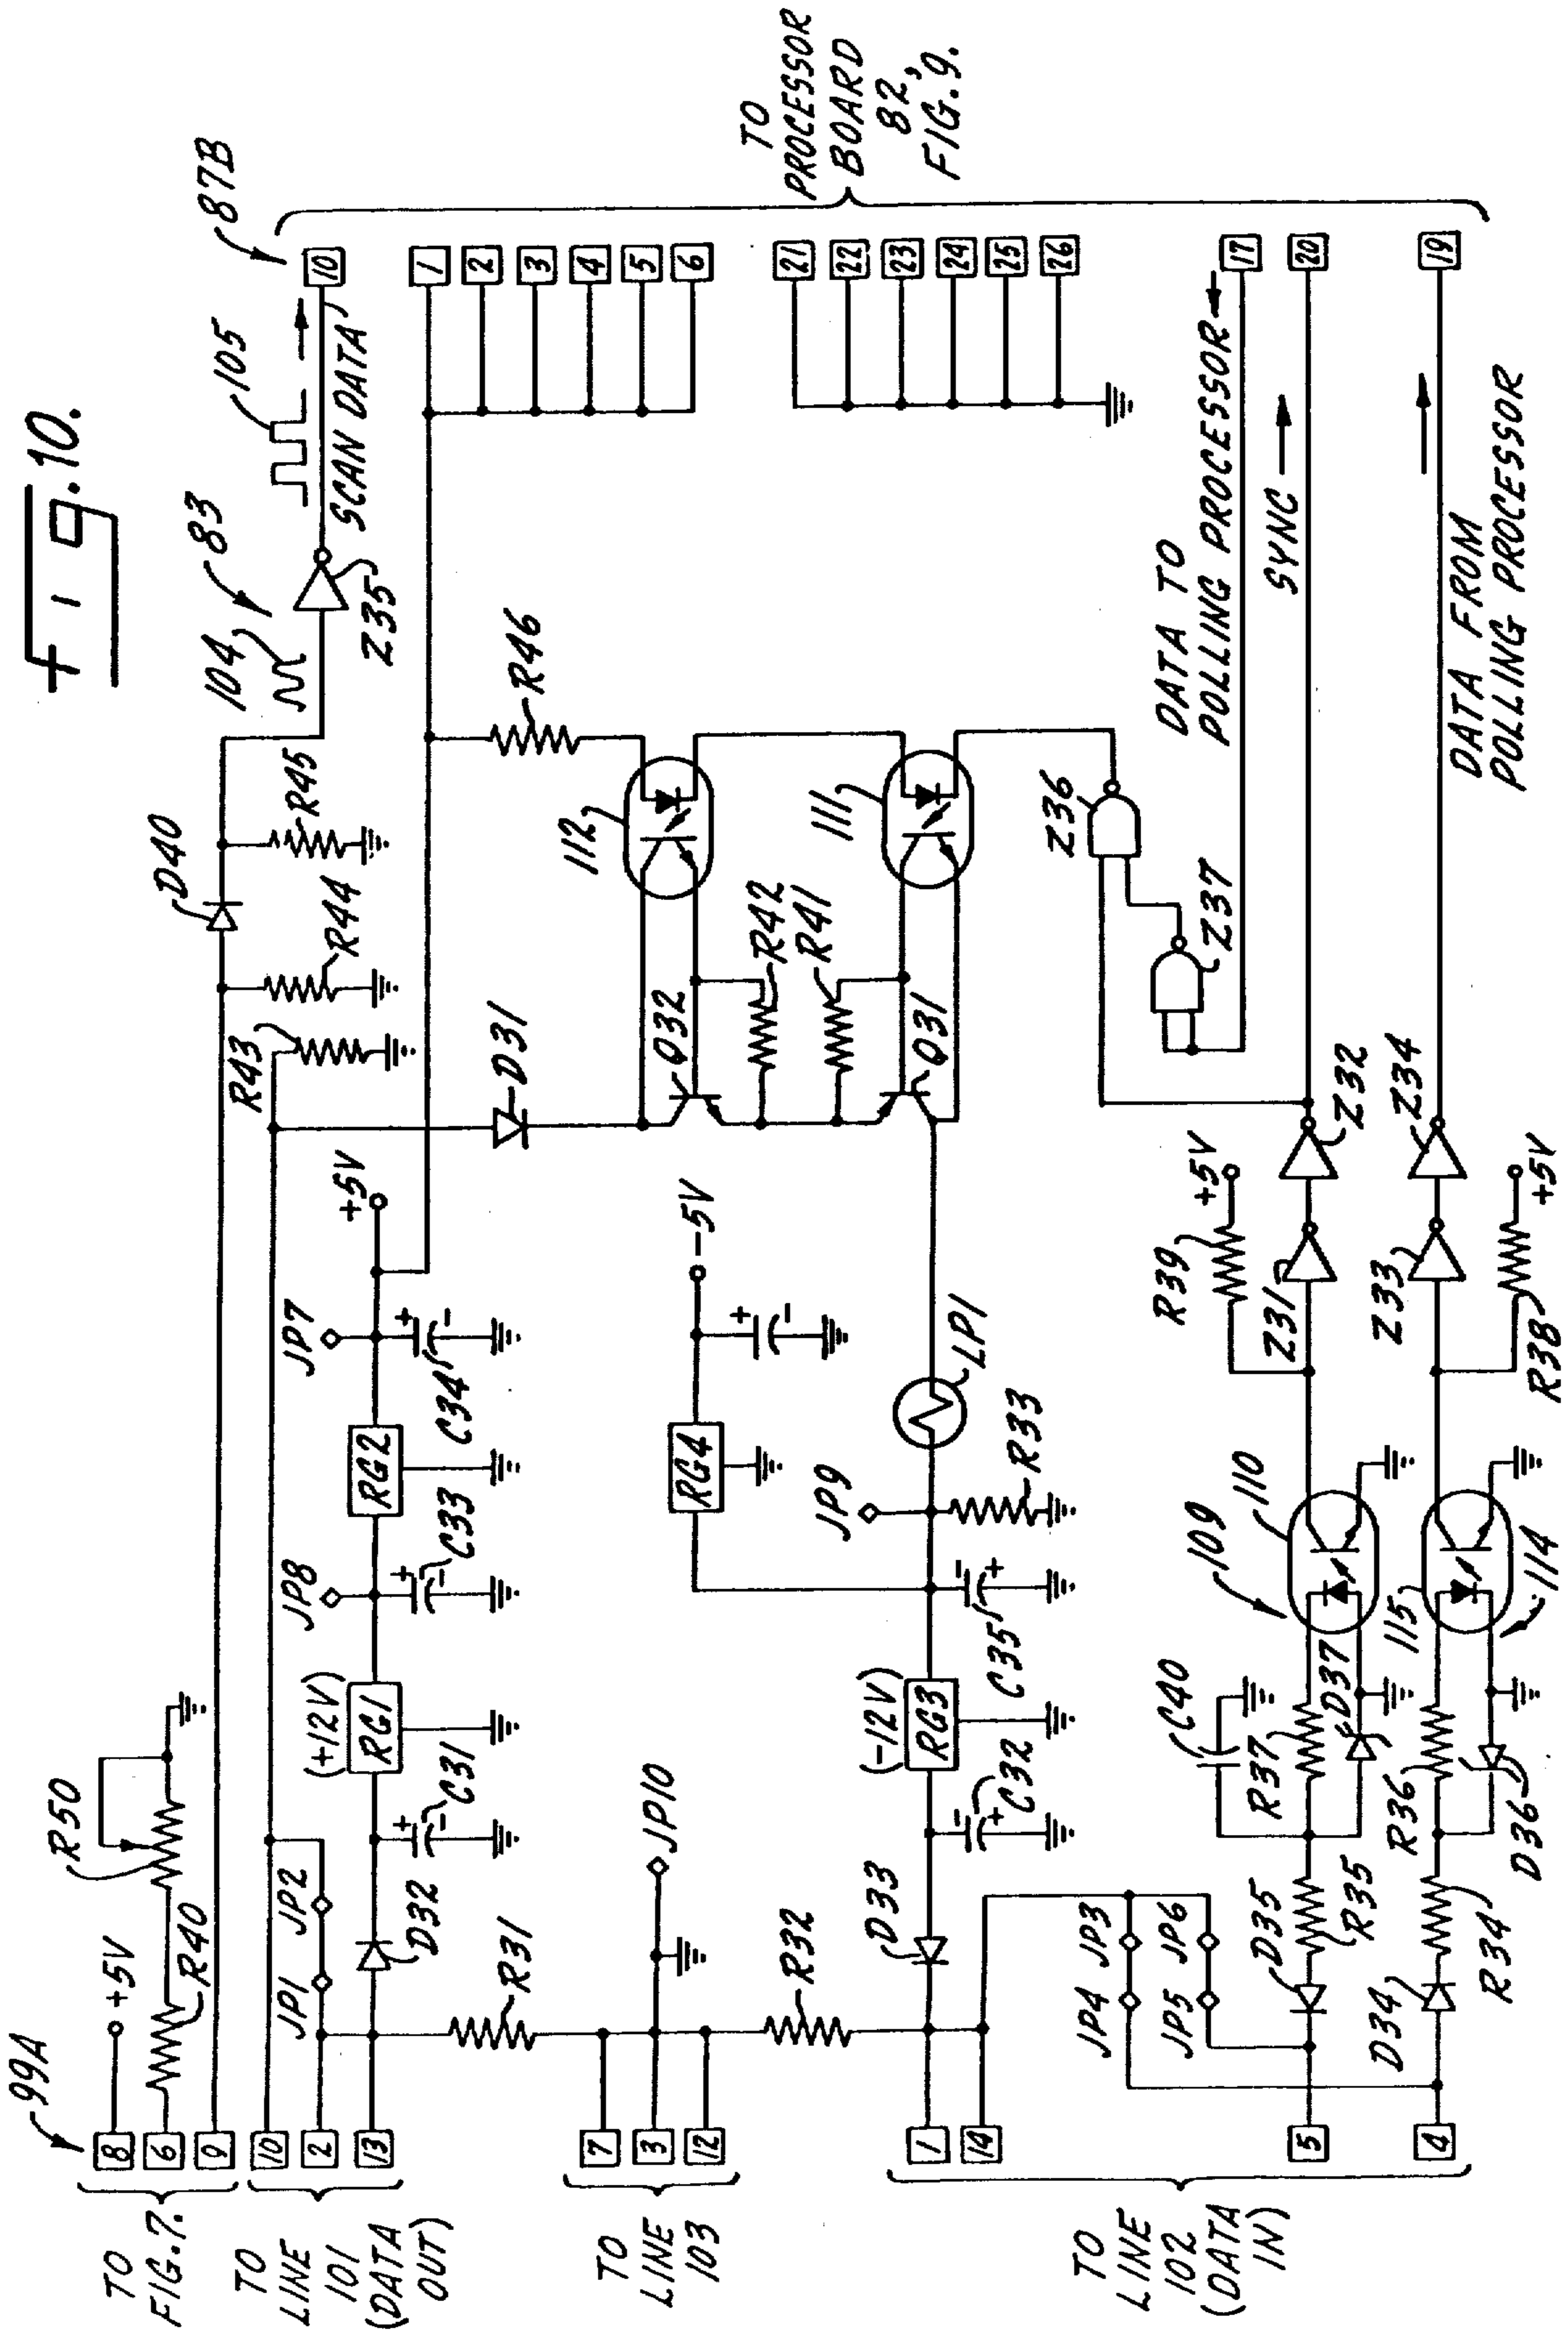 Fig. 10.
99A
8
+5V
R50
6
R40
9
D40
R44
R45
104
83
Z35
105
SCAN DATA
10
87B
TO
FIG. 7.
10
2
13
TO
LINE
101
(DATA
OUT)
JP1
JP2
D32
C31
(+12V)
RG1
JP8
C33
RG2
JP7
C34
+5V
R43
D31
R46
1
2
3
4
5
6
TO
PROCESSOR
BOARD
82,
FIG. 9.
R31
7
3
12
TO
LINE
103
JP10
R32
RG4
-5V
Q32
112
R42
R41
Q31
111
21
22
23
24
25
26
1
14
D33
C32
(-12V)
RG3
C35
JP9
R33
LP1
Z36
Z37
DATA TO
POLLING PROCESSOR
17
TO
LINE
102
(DATA
IN)
JP4
JP3
JP5
JP6
5
D35
R35
C40
R37
D37
109
110
R39
+5V
Z31
Z32
SYNC
20
4
D34
R34
R36
D36
115
114
Z33
Z34
R38
+5V
DATA FROM
POLLING PROCESSOR
19